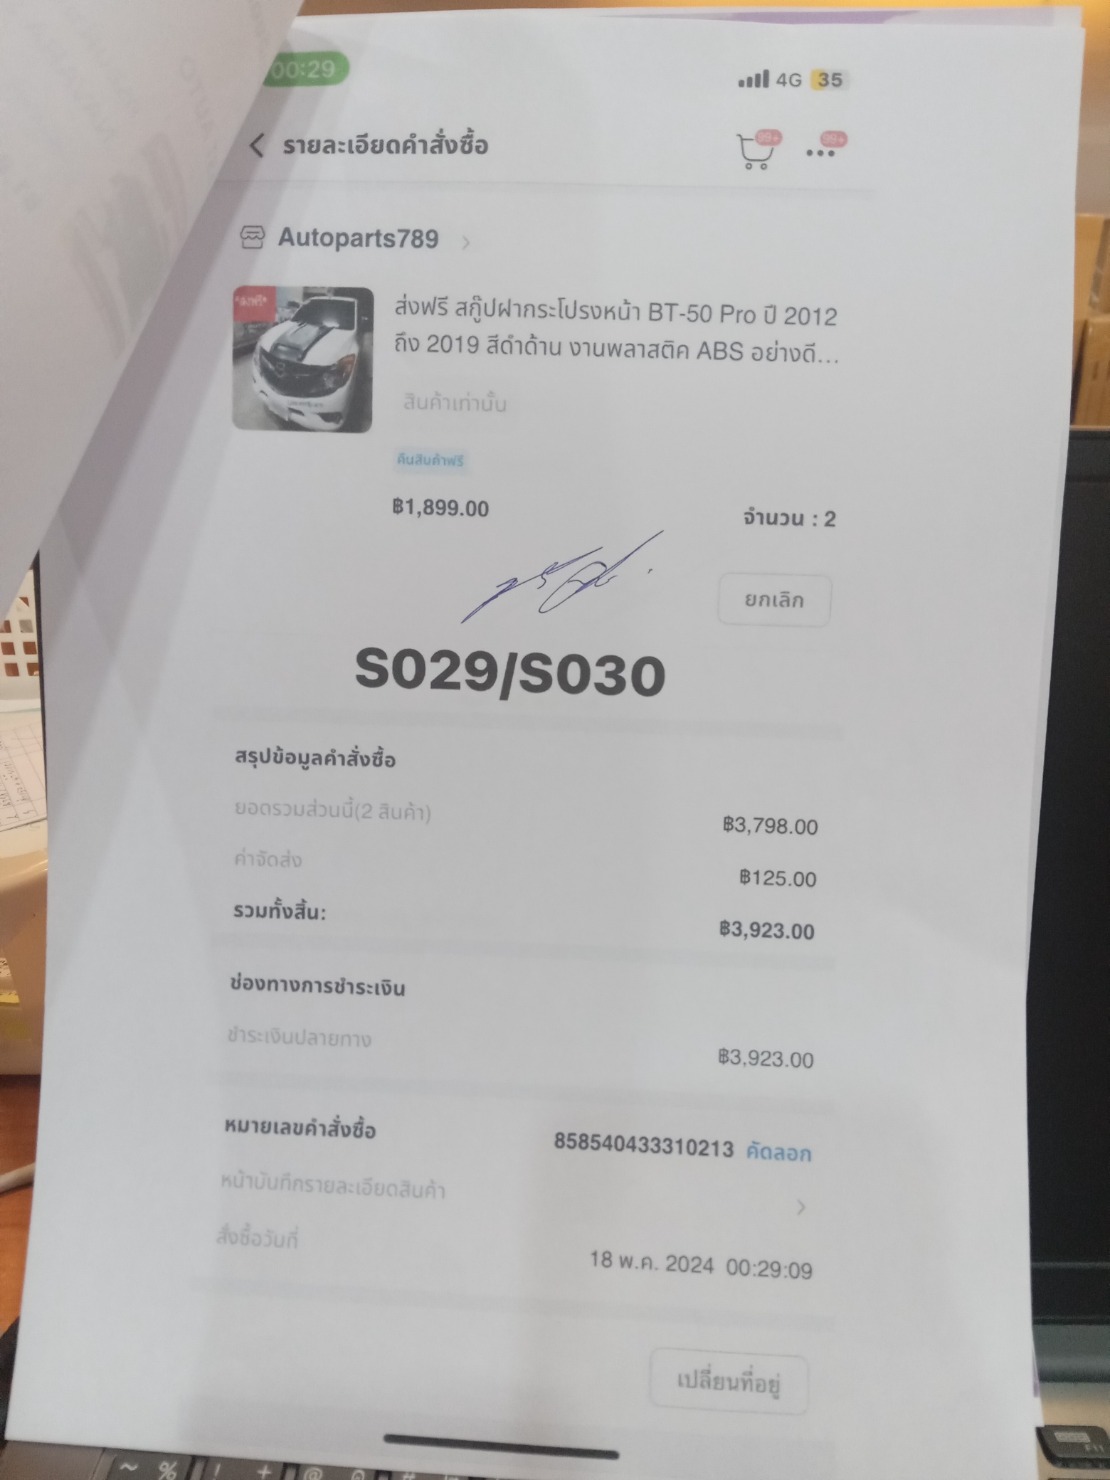 00:29
4G 35
รายละเอียดคำสั่งซื้อ
99+
99+
Autoparts789
ส่งฟรี สกู๊ปฝากระโปรงหน้า BT-50 Pro ปี 2012
ถึง 2019 สีดำด้าน งานพลาสติค ABS อย่างดี...
สินค้าเท่านั้น
คืนสินค้าฟรี
฿1,899.00
จำนวน : 2
ยกเลิก
S029/S030
สรุปข้อมูลคำสั่งซื้อ
ยอดรวมส่วนนี้(2 สินค้า)
฿3,798.00
ค่าจัดส่ง
฿125.00
รวมทั้งสิ้น:
฿3,923.00
ช่องทางการชำระเงิน
ชำระเงินปลายทาง
฿3,923.00
หมายเลขคำสั่งซื้อ
858540433310213 คัดลอก
หน้าบันทึกรายละเอียดสินค้า
สั่งซื้อวันที่
18 พ.ค. 2024 00:29:09
เปลี่ยนที่อยู่
F11